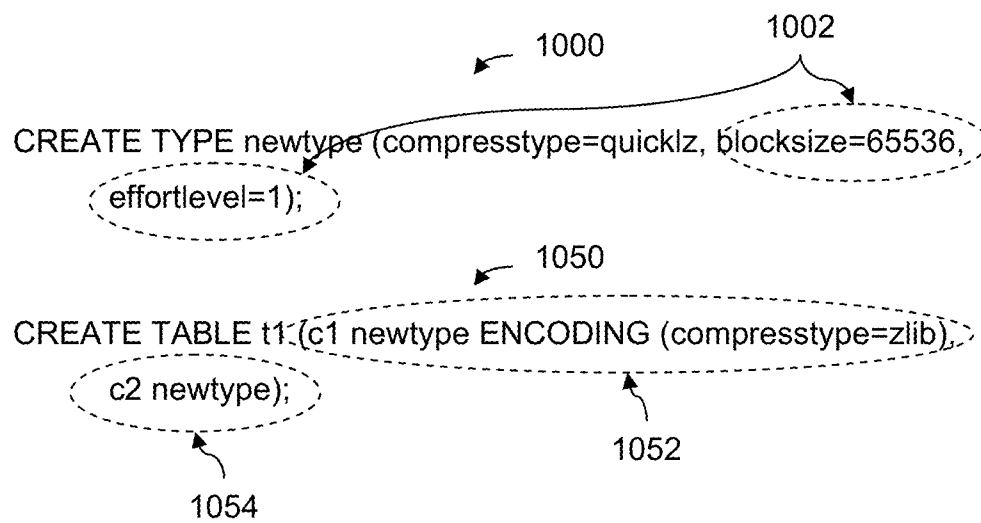 1002
1000
CREATE TYPE newtype (compresstype=quicklz, blocksize=65536,
effortlevel=1);
1050
CREATE TABLE t1 (c1 newtype ENCODING (compresstype=zlib),
c2 newtype);
1052
1054